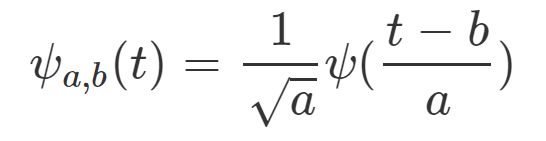 ψ_{a,b}(t) = \frac{1}{\sqrt{a}} ψ(\frac{t − b}{a})